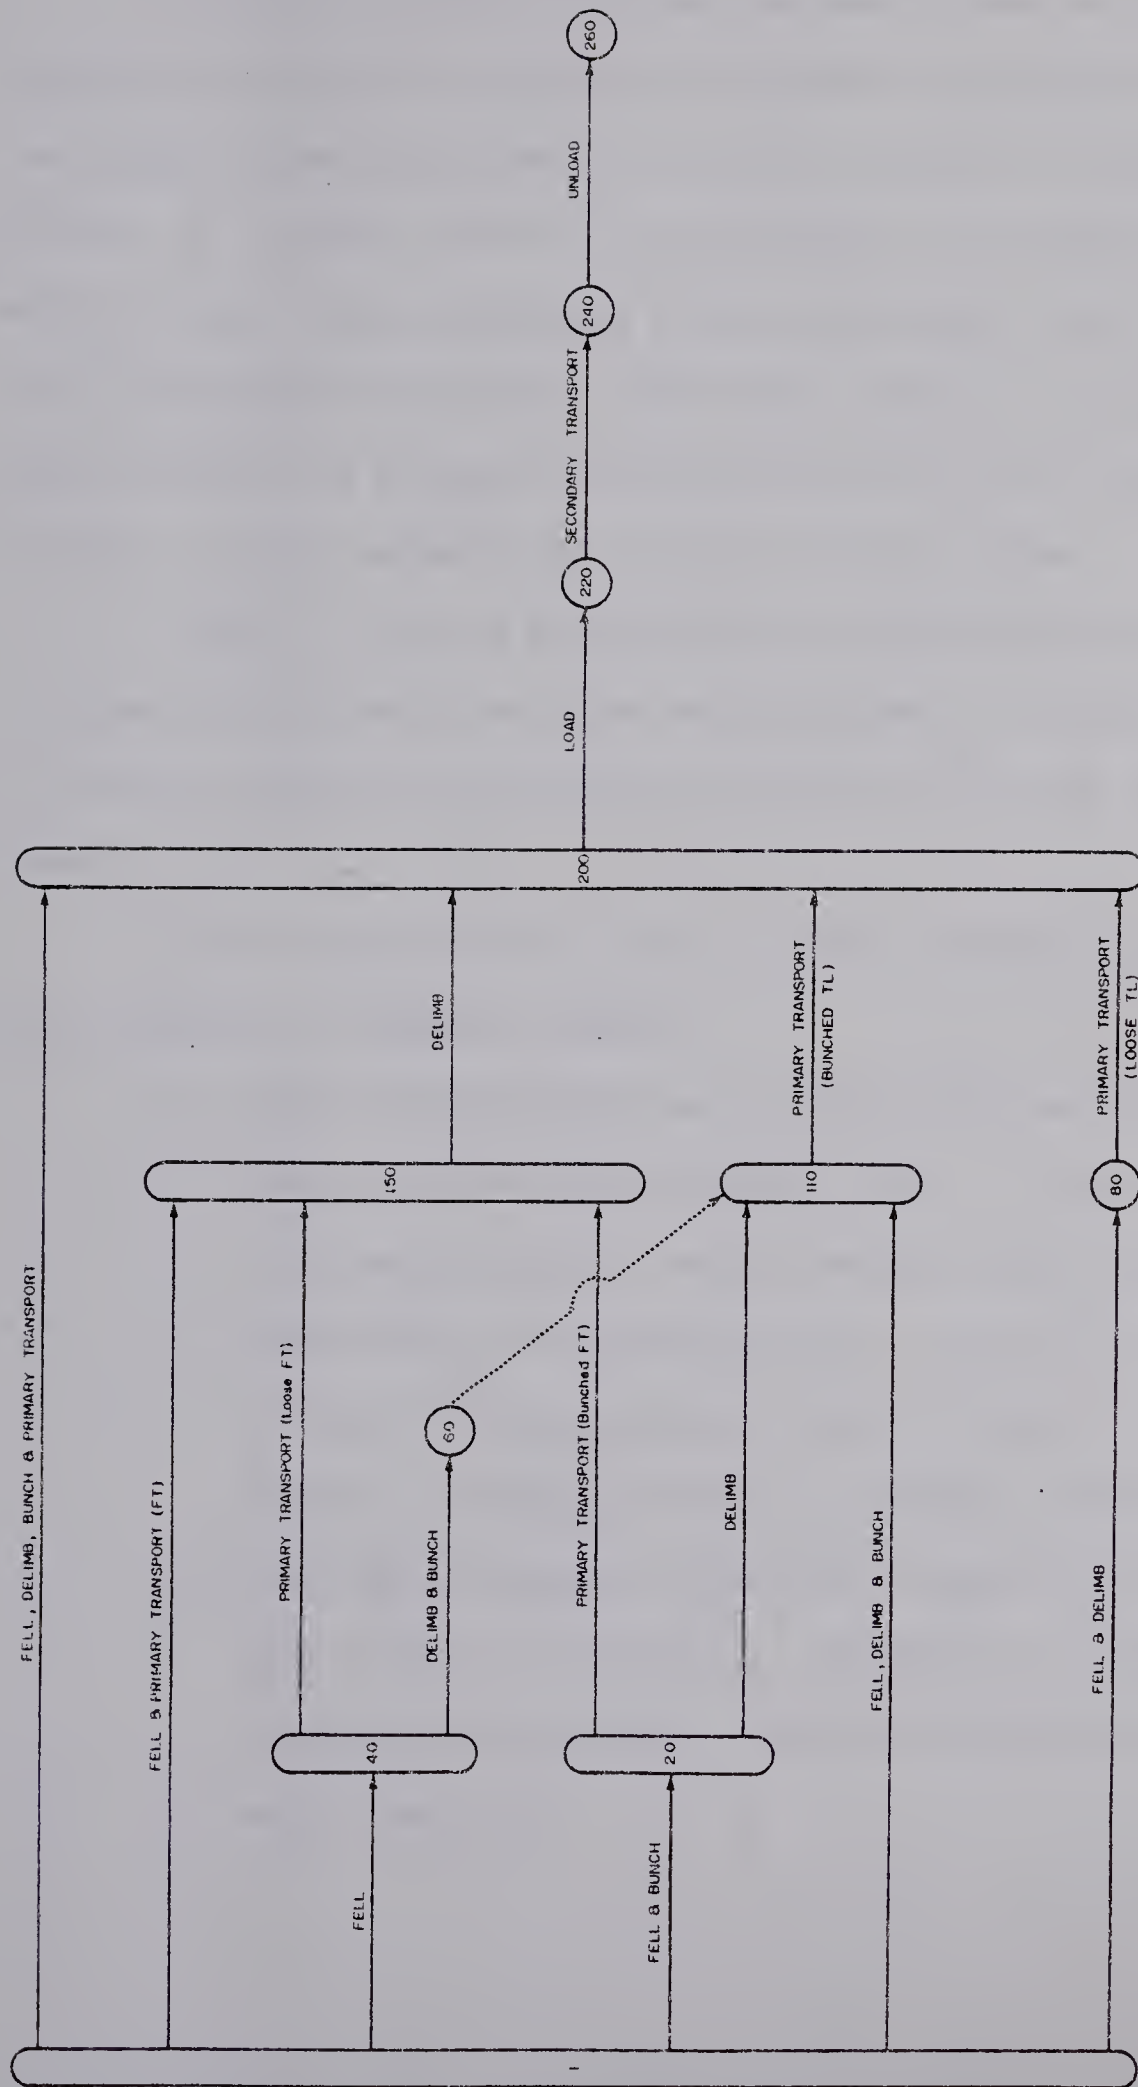 FELL, DELIMB, BUNCH & PRIMARY TRANSPORT
FELL & PRIMARY TRANSPORT (FT)
PRIMARY TRANSPORT (Loose FT)
DELIMB & BUNCH
FELL
40
60
150
DELIMB
PRIMARY TRANSPORT (Bunched FT)
DELIMB
FELL & BUNCH
20
1
110
FELL, DELIMB & BUNCH
PRIMARY TRANSPORT
(BUNCHED TL)
FELL & DELIMB
80
PRIMARY TRANSPORT
(LOOSE TL)
200
LOAD
220
SECONDARY TRANSPORT
240
UNLOAD
260